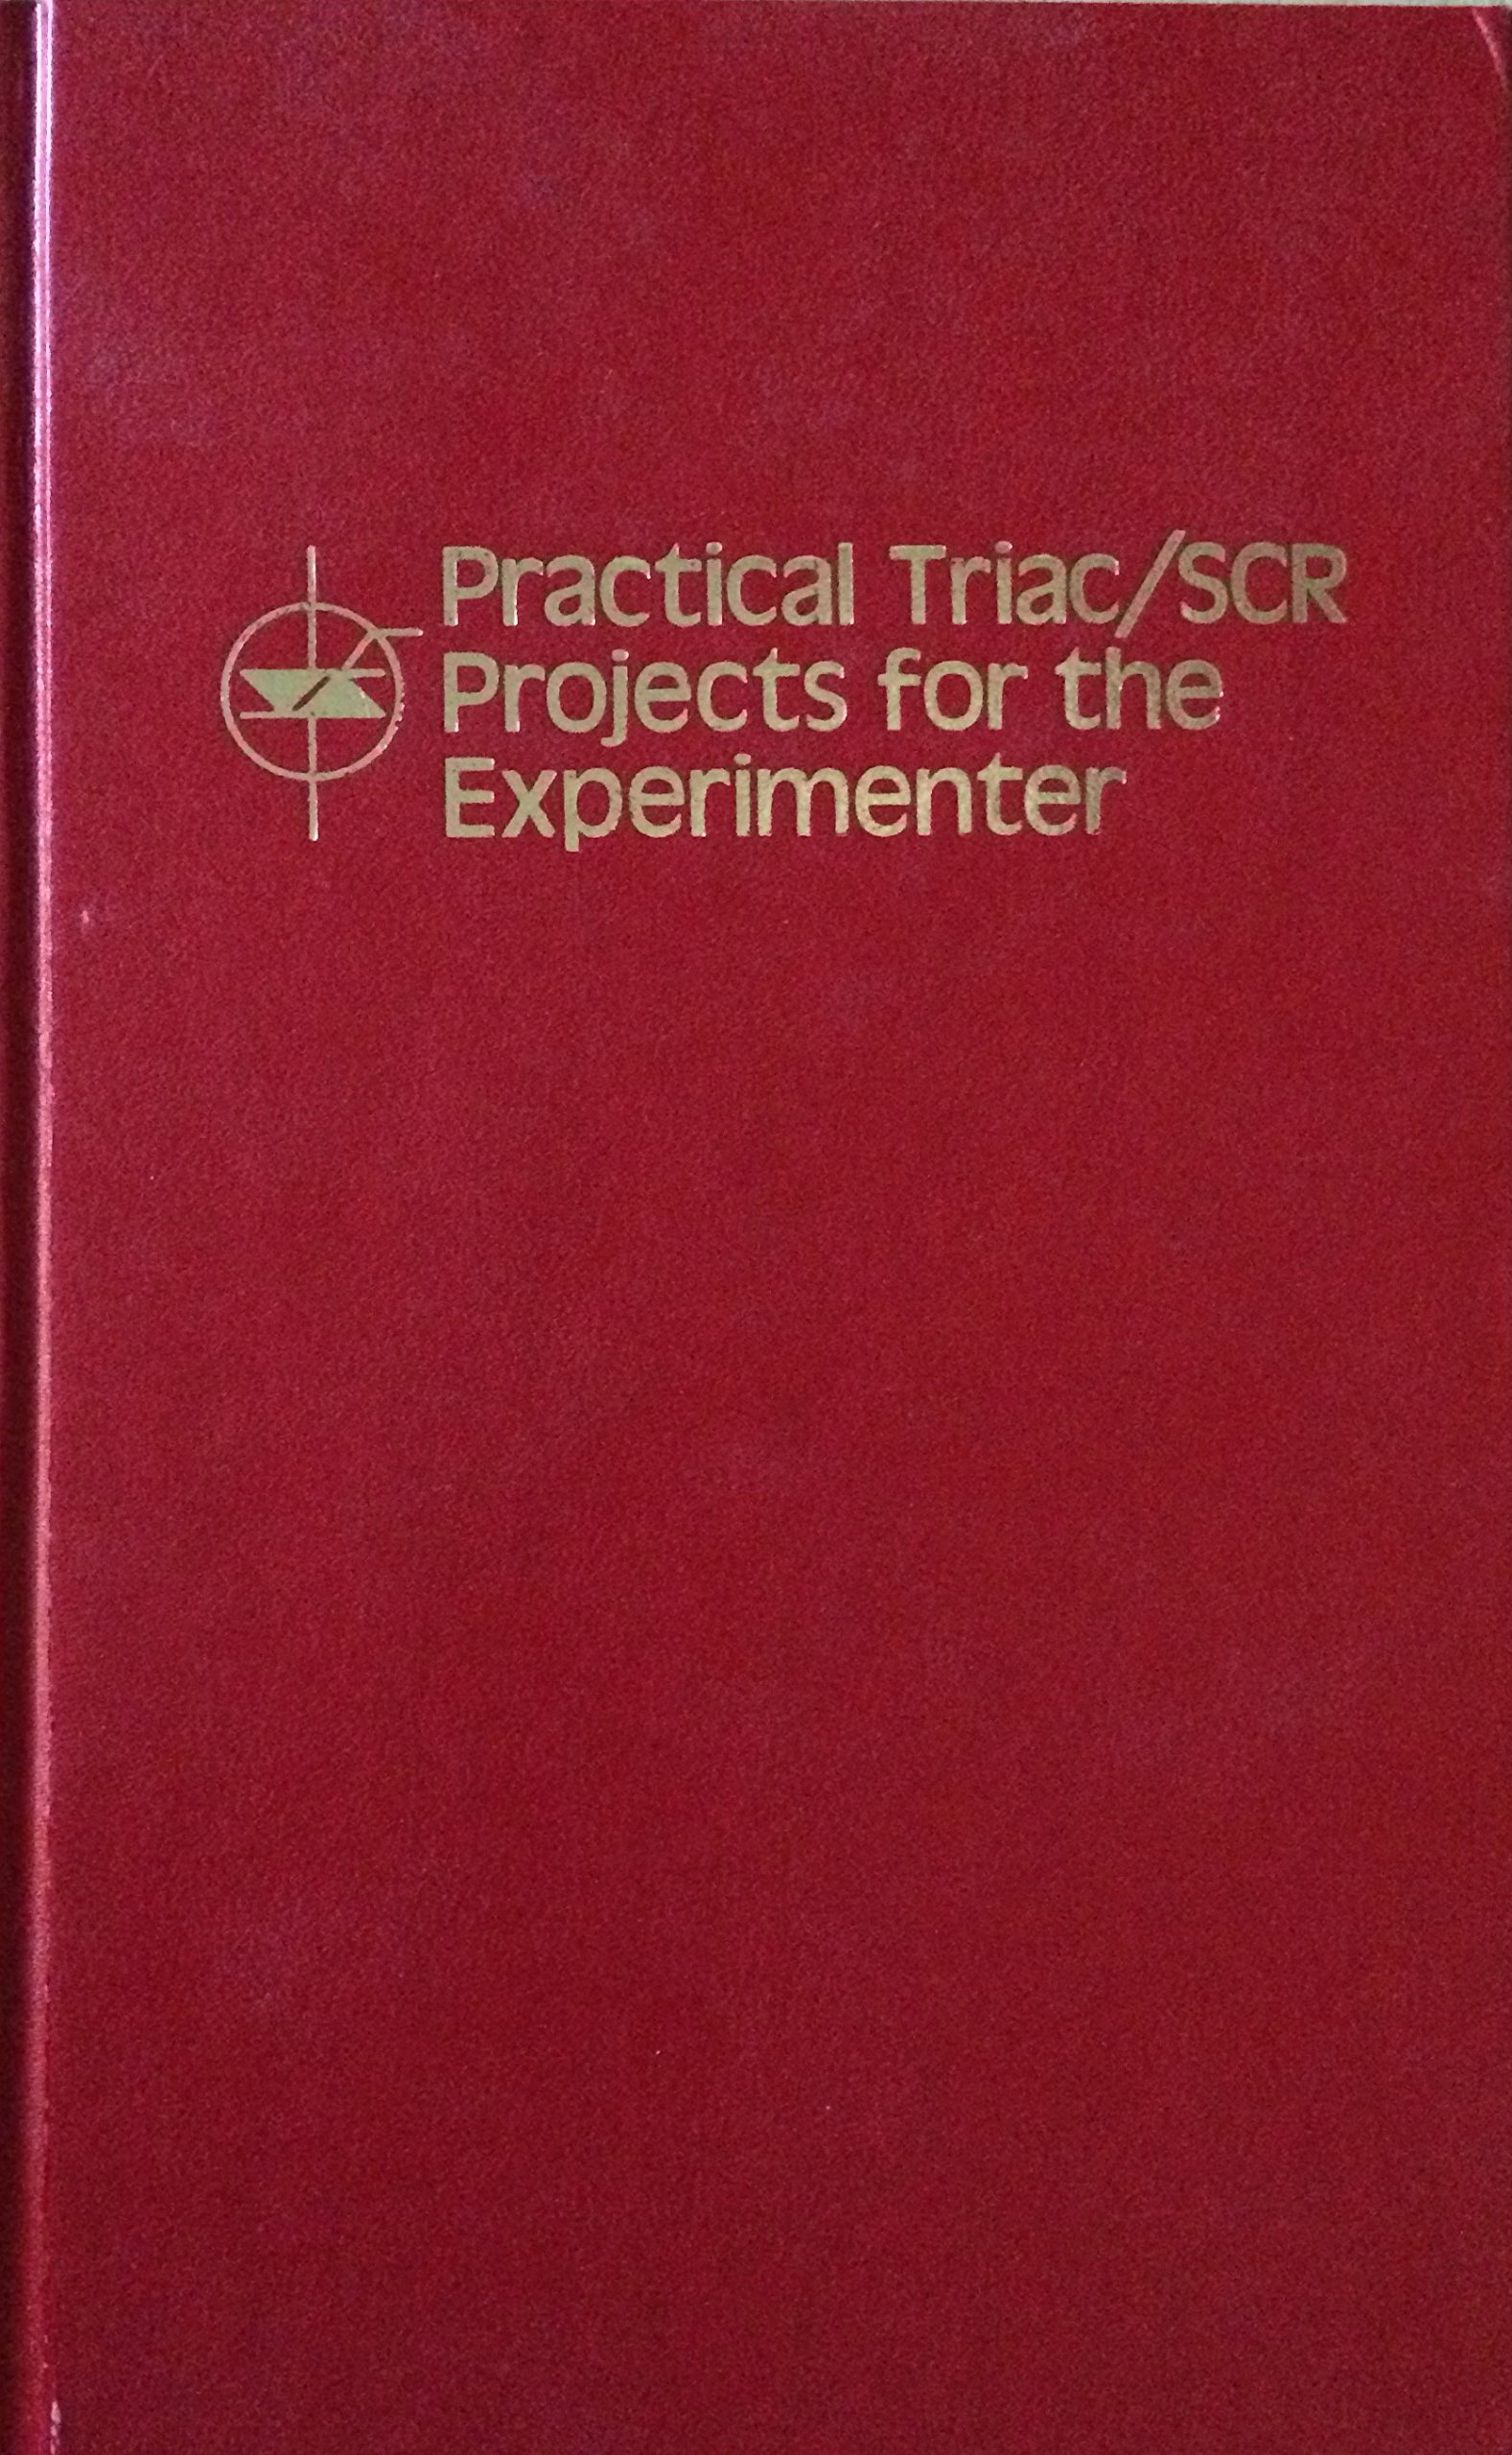 Practical Triac/SCR
Projects for the
Experimenter